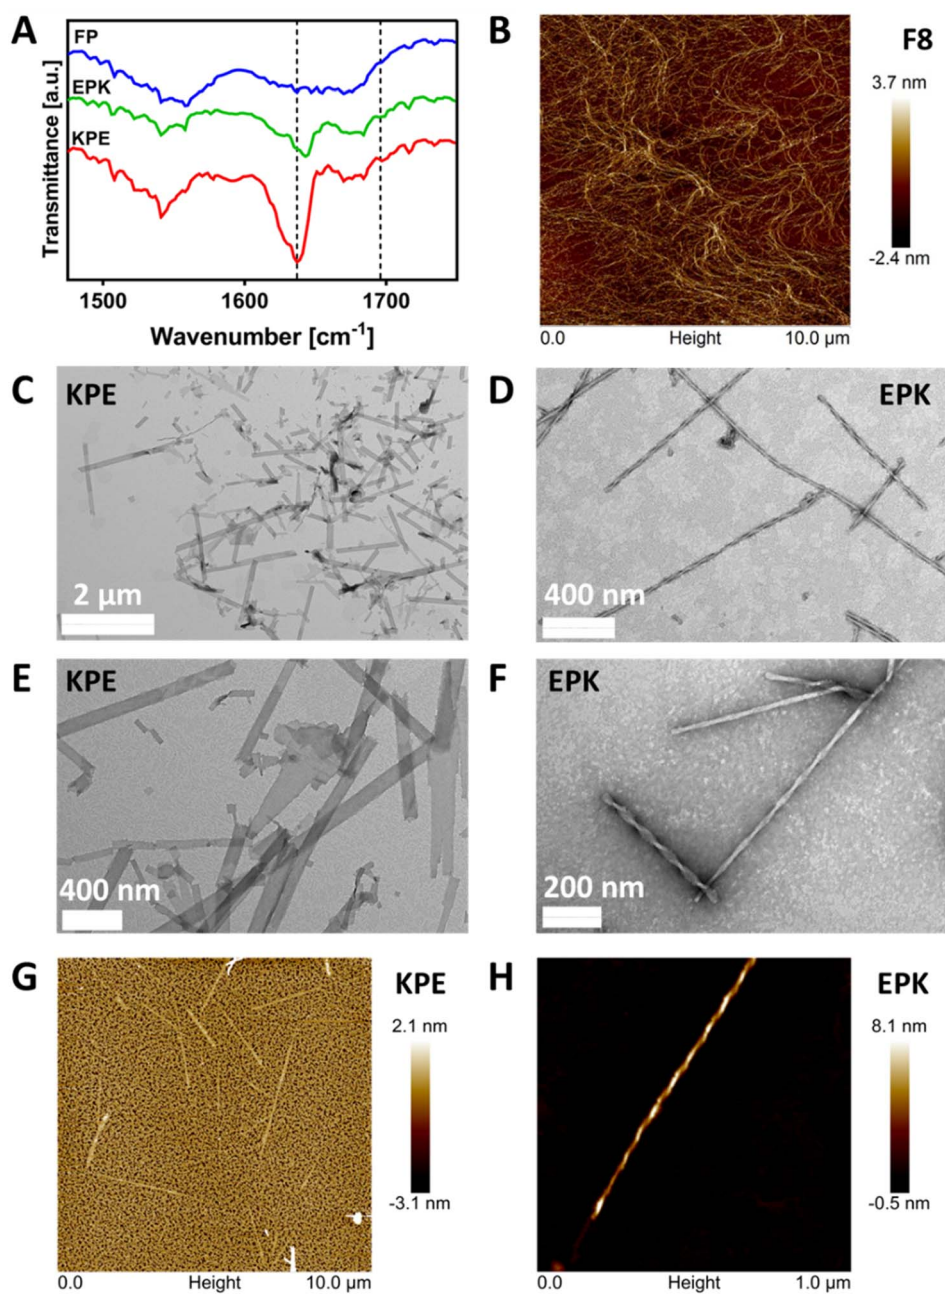 A
FP
EPK
KPE
Transmittance [a.u.]
1500
1600
1700
Wavenumber [cm⁻¹]
B
F8
3.7 nm
-2.4 nm
0.0
Height
10.0 µm
C
KPE
2 µm
D
EPK
400 nm
E
KPE
400 nm
F
EPK
200 nm
G
KPE
2.1 nm
-3.1 nm
0.0
Height
10.0 µm
H
EPK
8.1 nm
-0.5 nm
0.0
Height
1.0 µm